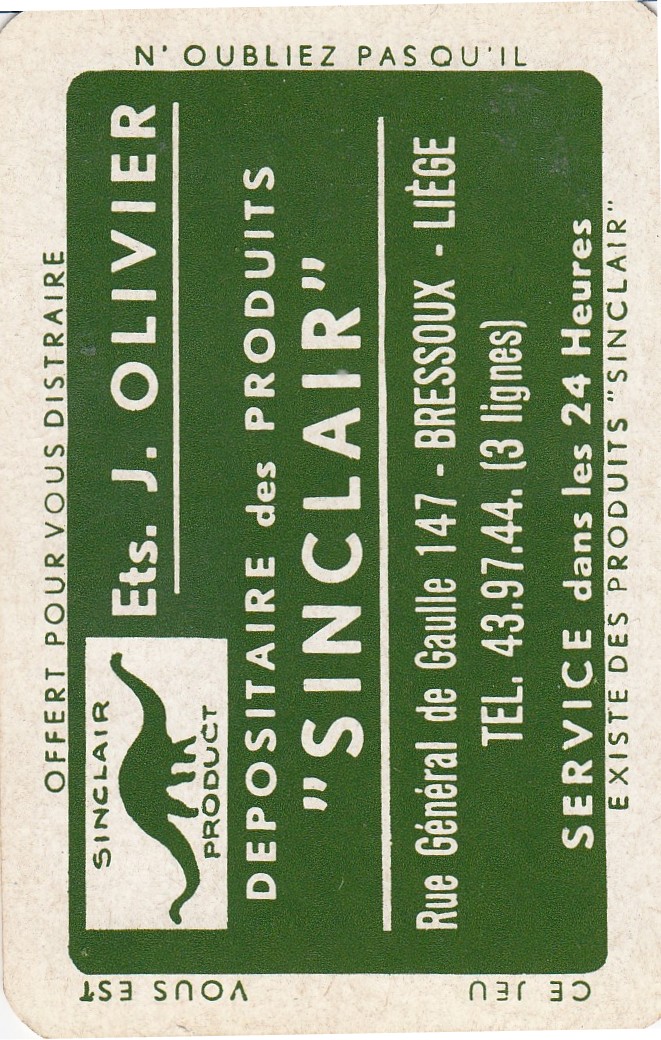 CE JEU VOUS EST
OFFERT POUR VOUS DISTRAIRE
N'OUBLIEZ PAS QU'IL
EXISTE DES PRODUITS "SINCLAIR"
SINCLAIR
PRODUCT
Ets. J. OLIVIER
DEPOSITAIRE des PRODUITS
"SINCLAIR"
Rue Général de Gaulle 147 - BRESSOUX - LIÈGE
TEL. 43.97.44. (3 lignes)
SERVICE dans les 24 Heures